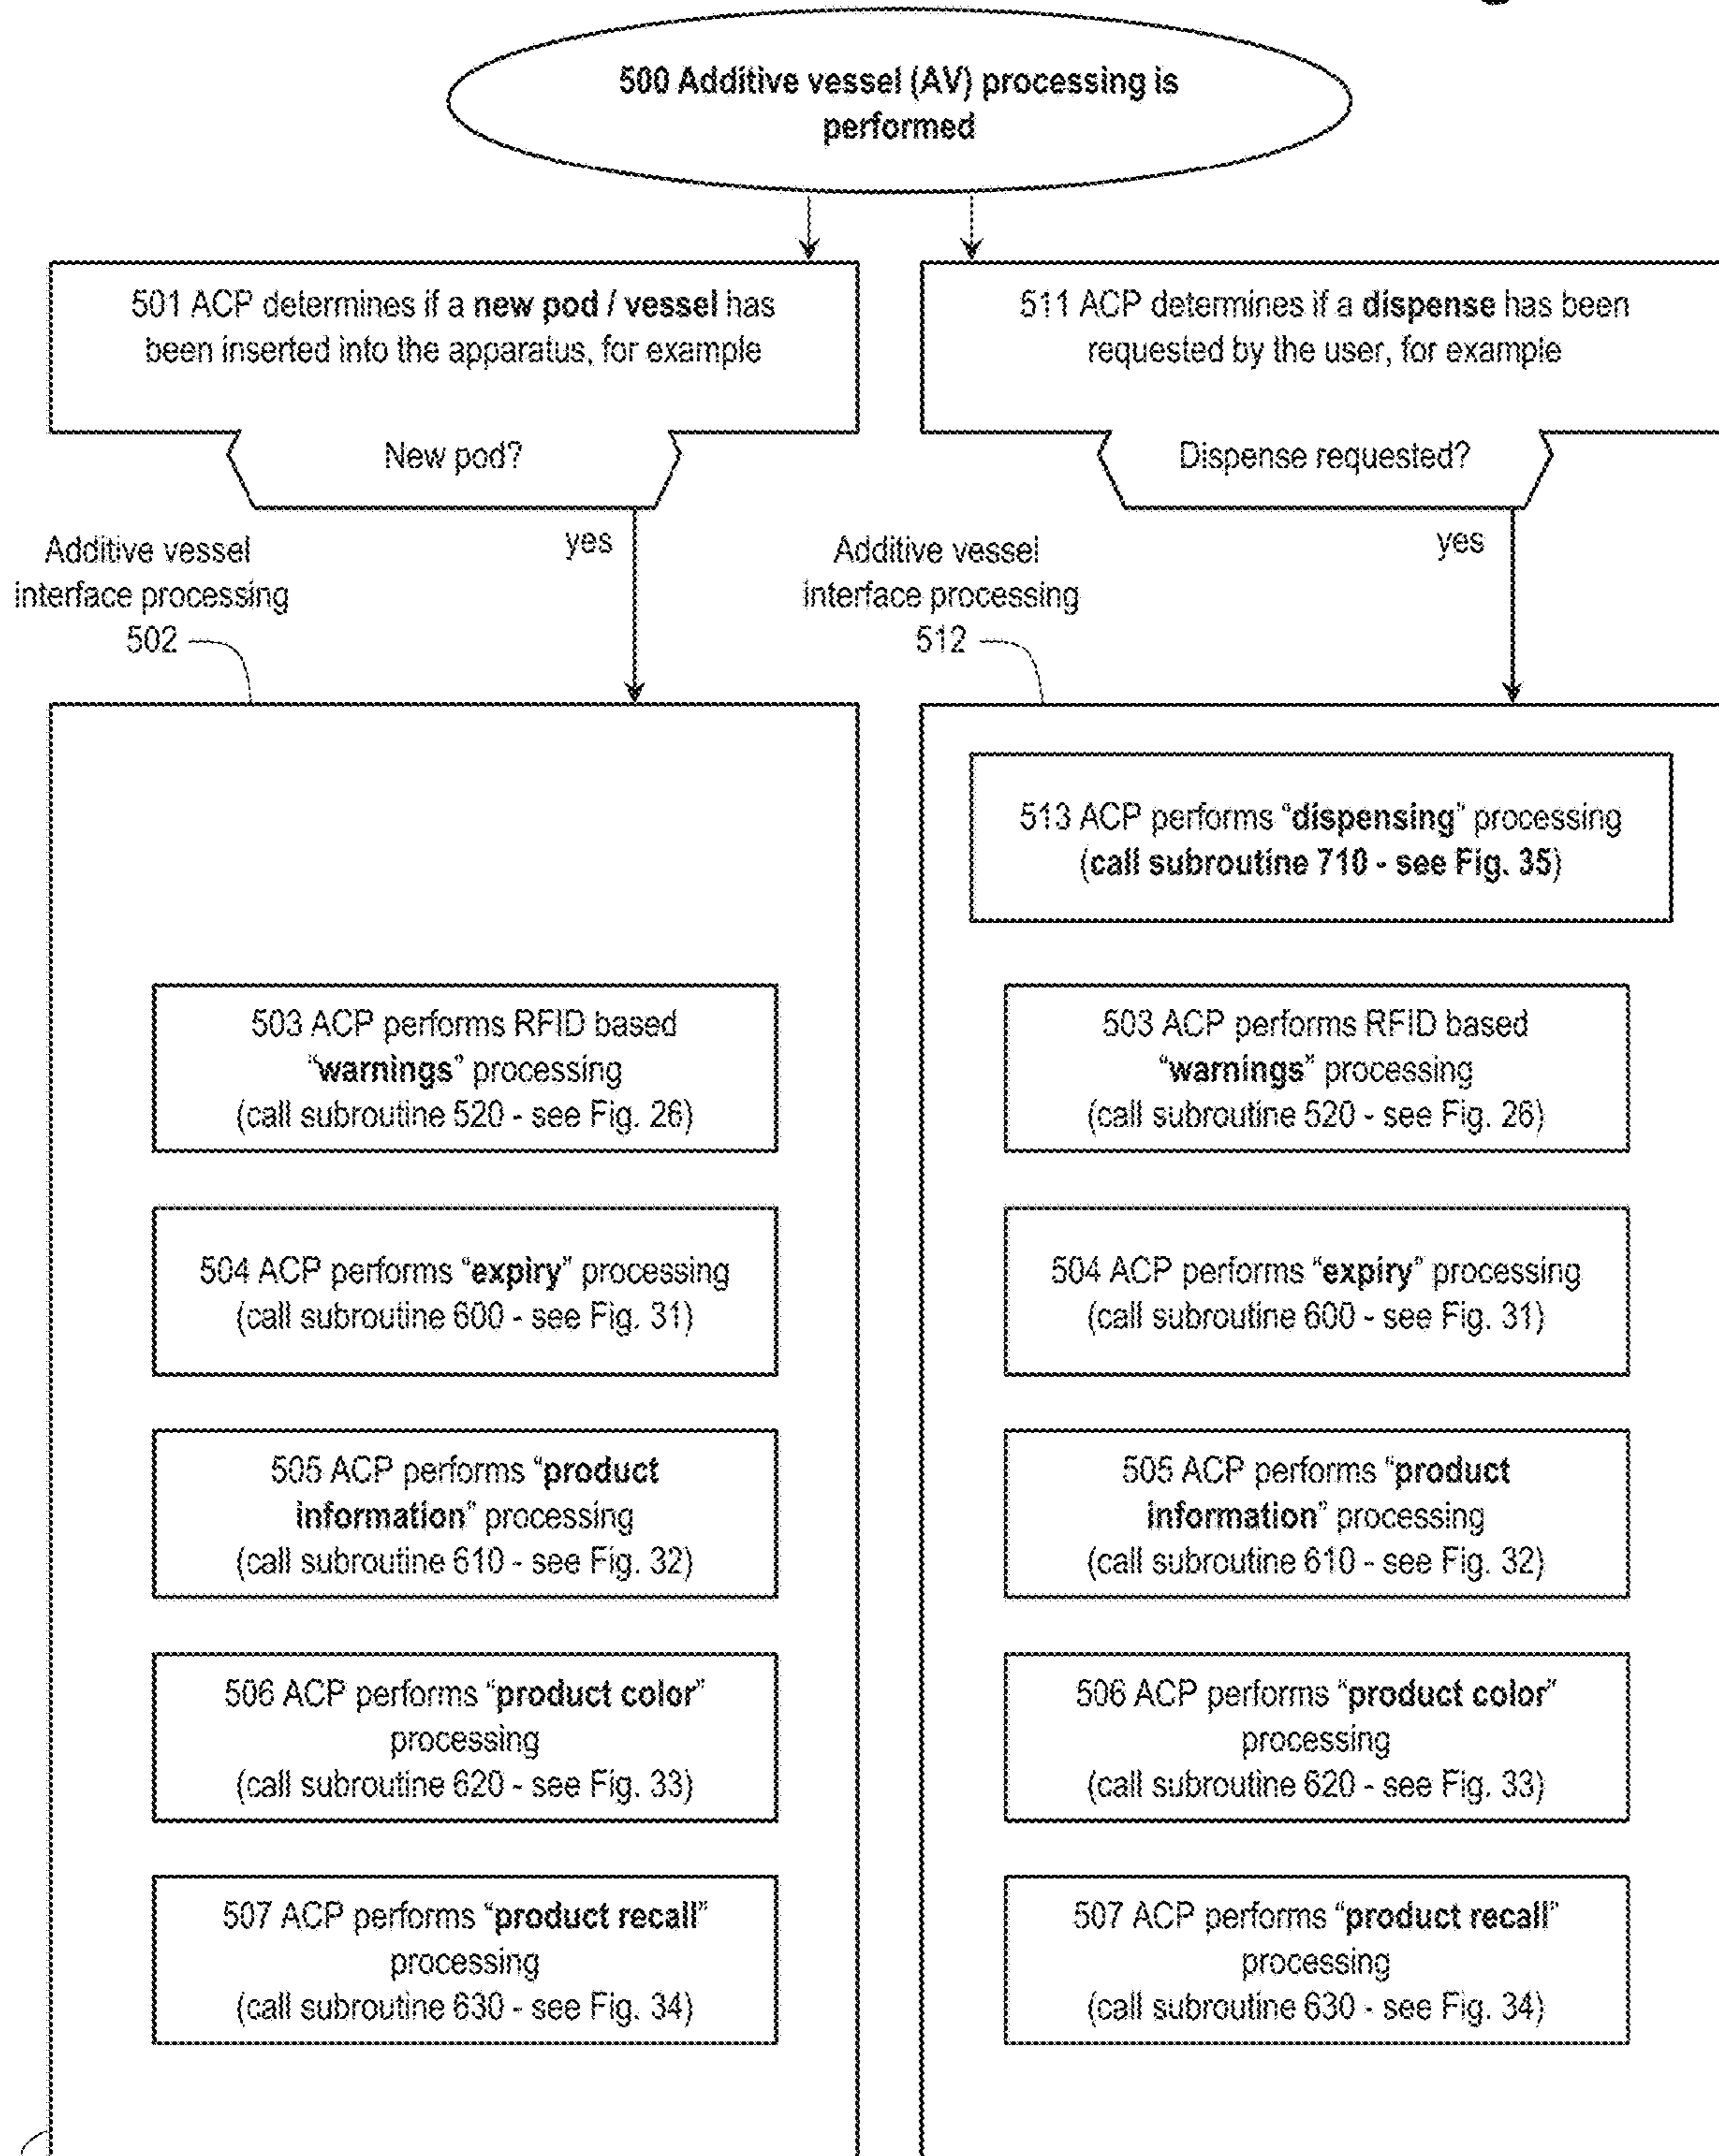 500 Additive vessel (AV) processing is
performed
501 ACP determines if a new pod / vessel has
been inserted into the apparatus, for example
New pod?
yes
Additive vessel
interface processing
502
503 ACP performs RFID based
"warnings" processing
(call subroutine 520 - see Fig. 26)
504 ACP performs "expiry" processing
(call subroutine 600 - see Fig. 31)
505 ACP performs "product
information" processing
(call subroutine 610 - see Fig. 32)
506 ACP performs "product color"
processing
(call subroutine 620 - see Fig. 33)
507 ACP performs "product recall"
processing
(call subroutine 630 - see Fig. 34)
511 ACP determines if a dispense has been
requested by the user, for example
Dispense requested?
yes
Additive vessel
interface processing
512
513 ACP performs "dispensing" processing
(call subroutine 710 - see Fig. 35)
503 ACP performs RFID based
"warnings" processing
(call subroutine 520 - see Fig. 26)
504 ACP performs "expiry" processing
(call subroutine 600 - see Fig. 31)
505 ACP performs "product
information" processing
(call subroutine 610 - see Fig. 32)
506 ACP performs "product color"
processing
(call subroutine 620 - see Fig. 33)
507 ACP performs "product recall"
processing
(call subroutine 630 - see Fig. 34)